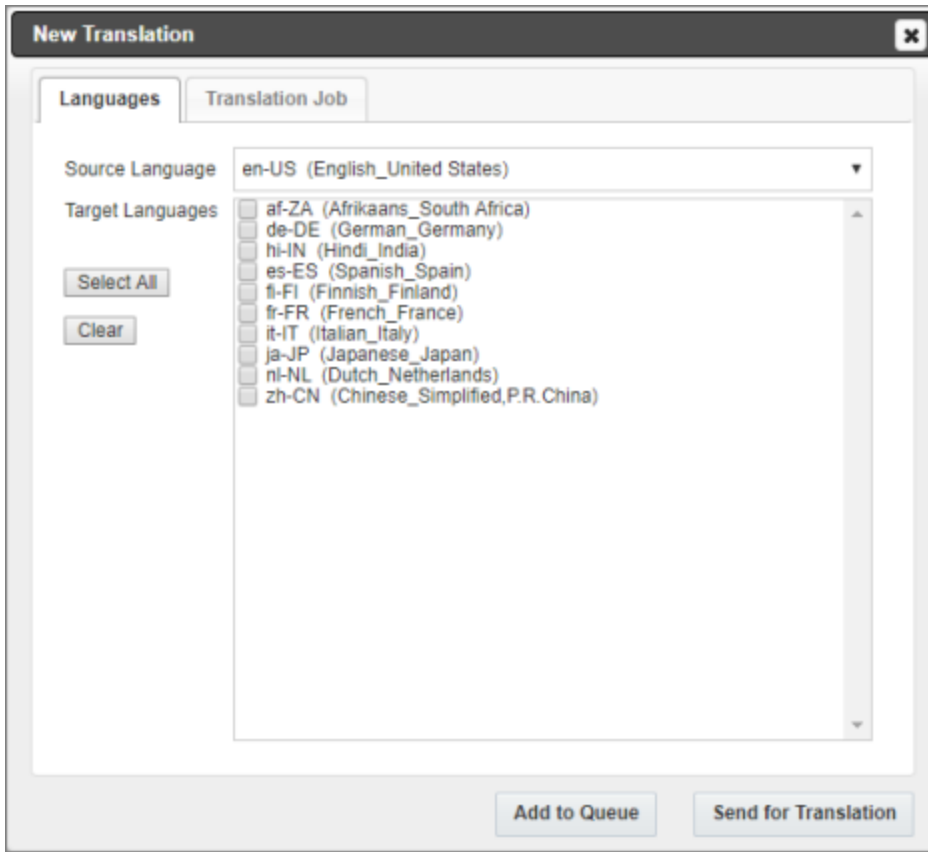 New Translation
Languages
Translation Job
Source Language
en-US (English_United States)
Target Languages
af-ZA (Afrikaans_South Africa)
de-DE (German_Germany)
hi-IN (Hindi_India)
es-ES (Spanish_Spain)
fi-FI (Finnish_Finland)
fr-FR (French_France)
it-IT (Italian_Italy)
ja-JP (Japanese_Japan)
nl-NL (Dutch_Netherlands)
zh-CN (Chinese_Simplified,P.R.China)
Select All
Clear
Add to Queue
Send for Translation